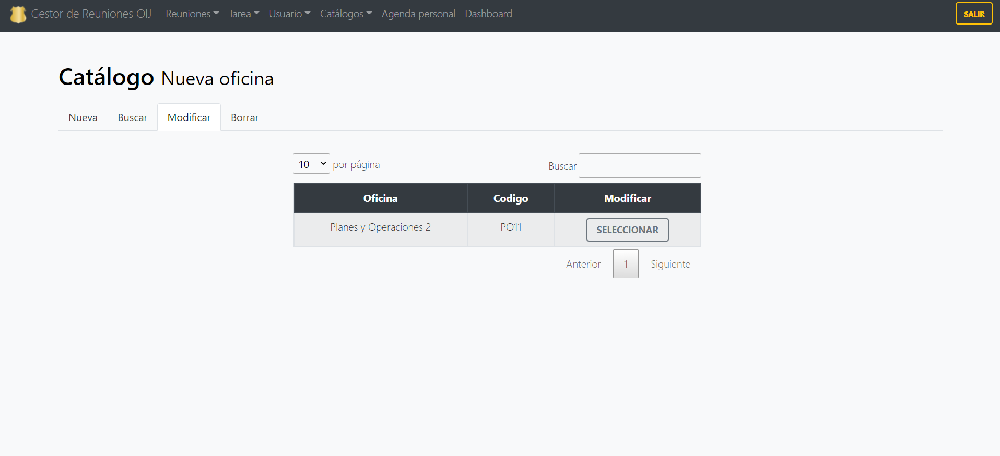 Gestor de Reuniones OIJ Reuniones Tarea Usuario Catálogos Agenda personal Dashboard SALIR
Catálogo Nueva oficina
Nueva Buscar Modificar Borrar
10 por página Buscar
Oficina Codigo Modificar
Planes y Operaciones 2 PO11 SELECCIONAR
Anterior 1 Siguiente